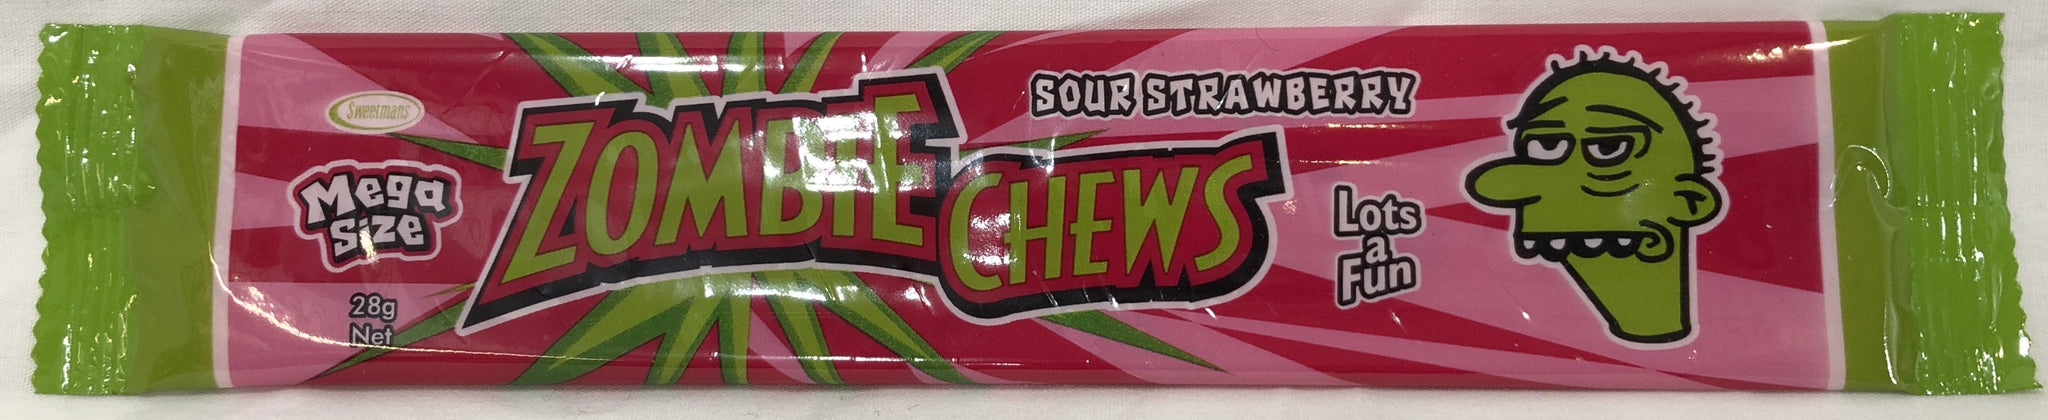 Sweetmans
Mega
Size
28g
Net
ZOMBIE
CHEWS
SOUR STRAWBERRY
Lots
a
Fun